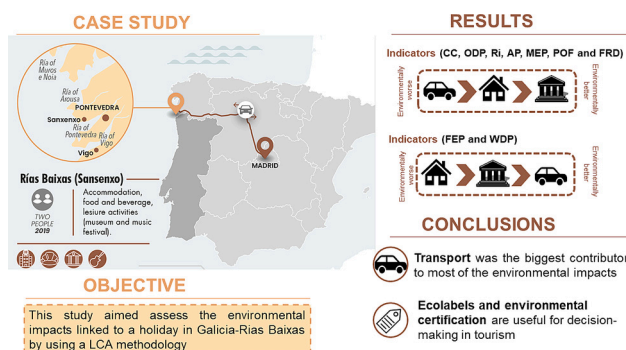 CASE STUDY
Ría of
Muros
e Noia
Ría of
Arousa
PONTEVEDRA
Sanxenxo
Ría of
Pontevedra
Ría of
Vigo
Vigo
MADRID
Rías Baixas (Sansenxo)
TWO
PEOPLE
2019
Accommodation,
food and beverage,
lesiure activities
(museum and music
festival).
OBJECTIVE
This study aimed assess the environmental
impacts linked to a holiday in Galicia-Rias Baixas
by using a LCA methodology
RESULTS
Indicators (CC, ODP, Ri, AP, MEP, POF and FRD)
Environmentally
worse
Environmentally
better
Indicators (FEP and WDP)
Environmentally
worse
Environmentally
better
CONCLUSIONS
Transport was the biggest contributor
to most of the environmental impacts
Ecolabels and environmental
certification are useful for decision-
making in tourism